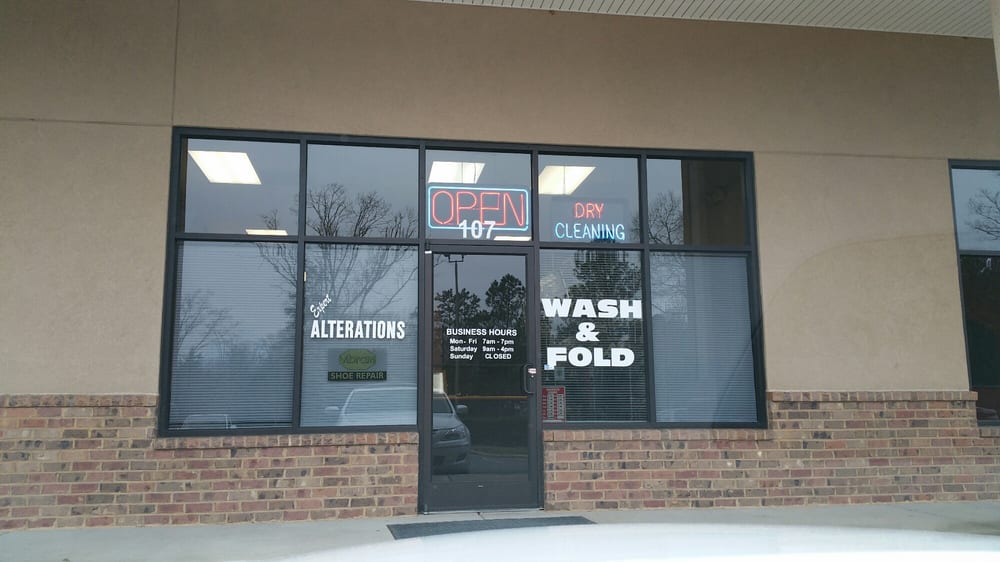 OPEN
107
DRY
CLEANING
Expert
ALTERATIONS
SHOE REPAIR
BUSINESS HOURS
Mon - Fri 7am - 7pm
Saturday 9am - 4pm
Sunday CLOSED
WASH
&
FOLD